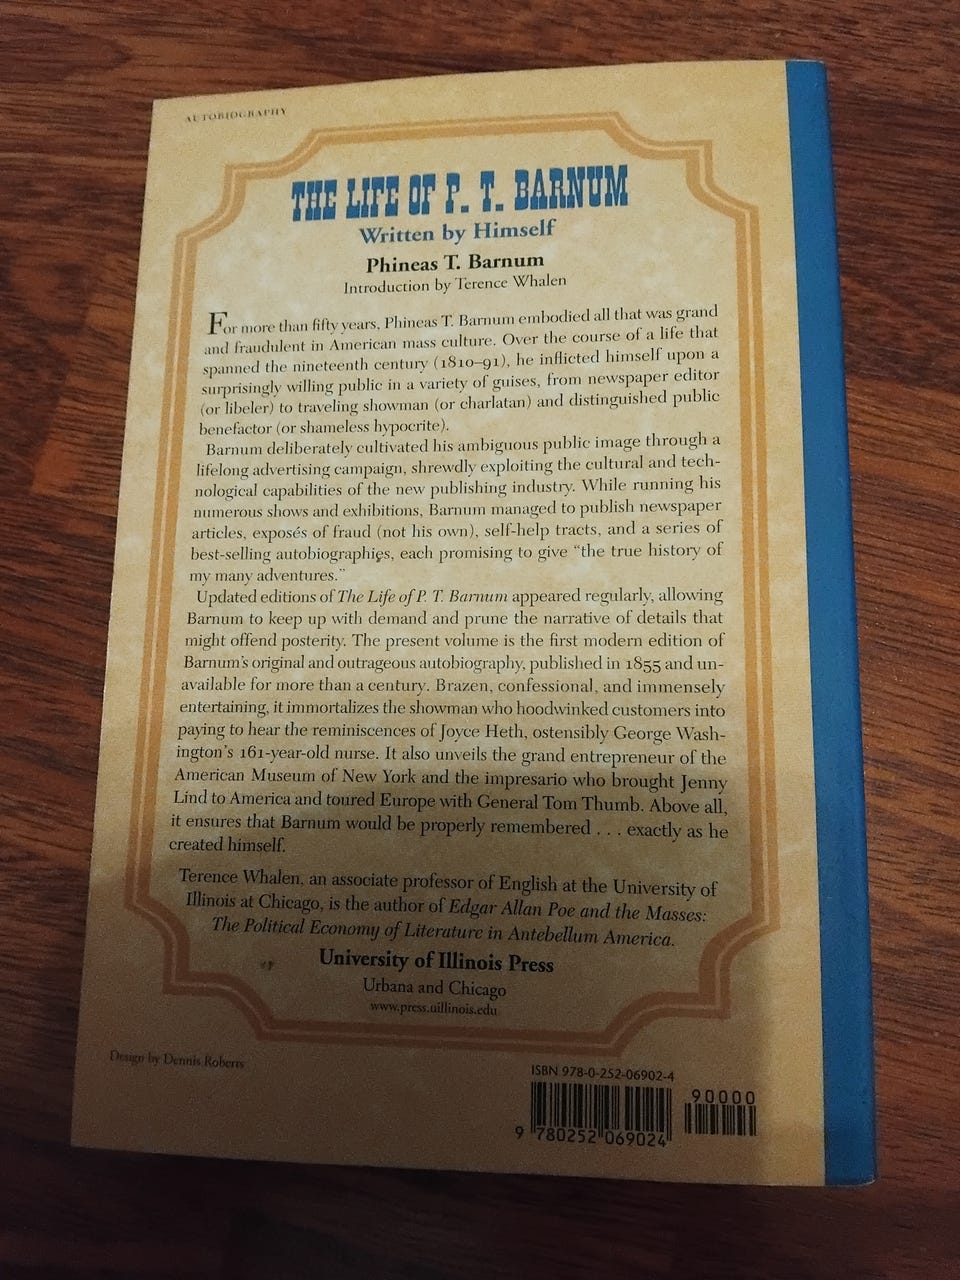 AUTOBIOGRAPHY
THE LIFE OF P. T. BARNUM
Written by Himself
Phineas T. Barnum
Introduction by Terence Whalen
For more than fifty years, Phineas T. Barnum embodied all that was grand
and fraudulent in American mass culture. Over the course of a life that
spanned the nineteenth century (1810–91), he inflicted himself upon a
surprisingly willing public in a variety of guises, from newspaper editor
(or libeler) to traveling showman (or charlatan) and distinguished public
benefactor (or shameless hypocrite).
Barnum deliberately cultivated his ambiguous public image through a
lifelong advertising campaign, shrewdly exploiting the cultural and tech-
nological capabilities of the new publishing industry. While running his
numerous shows and exhibitions, Barnum managed to publish newspaper
articles, exposés of fraud (not his own), self-help tracts, and a series of
best-selling autobiographies, each promising to give "the true history of
my many adventures."
Updated editions of The Life of P. T. Barnum appeared regularly, allowing
Barnum to keep up with demand and prune the narrative of details that
might offend posterity. The present volume is the first modern edition of
Barnum's original and outrageous autobiography, published in 1855 and un-
available for more than a century. Brazen, confessional, and immensely
entertaining, it immortalizes the showman who hoodwinked customers into
paying to hear the reminiscences of Joyce Heth, ostensibly George Wash-
ington's 161-year-old nurse. It also unveils the grand entrepreneur of the
American Museum of New York and the impresario who brought Jenny
Lind to America and toured Europe with General Tom Thumb. Above all,
it ensures that Barnum would be properly remembered . . . exactly as he
created himself.
Terence Whalen, an associate professor of English at the University of
Illinois at Chicago, is the author of Edgar Allan Poe and the Masses:
The Political Economy of Literature in Antebellum America.
University of Illinois Press
Urbana and Chicago
www.press.uillinois.edu
Design by Dennis Roberts
ISBN 978-0-252-06902-4
90000
9 780252 069024